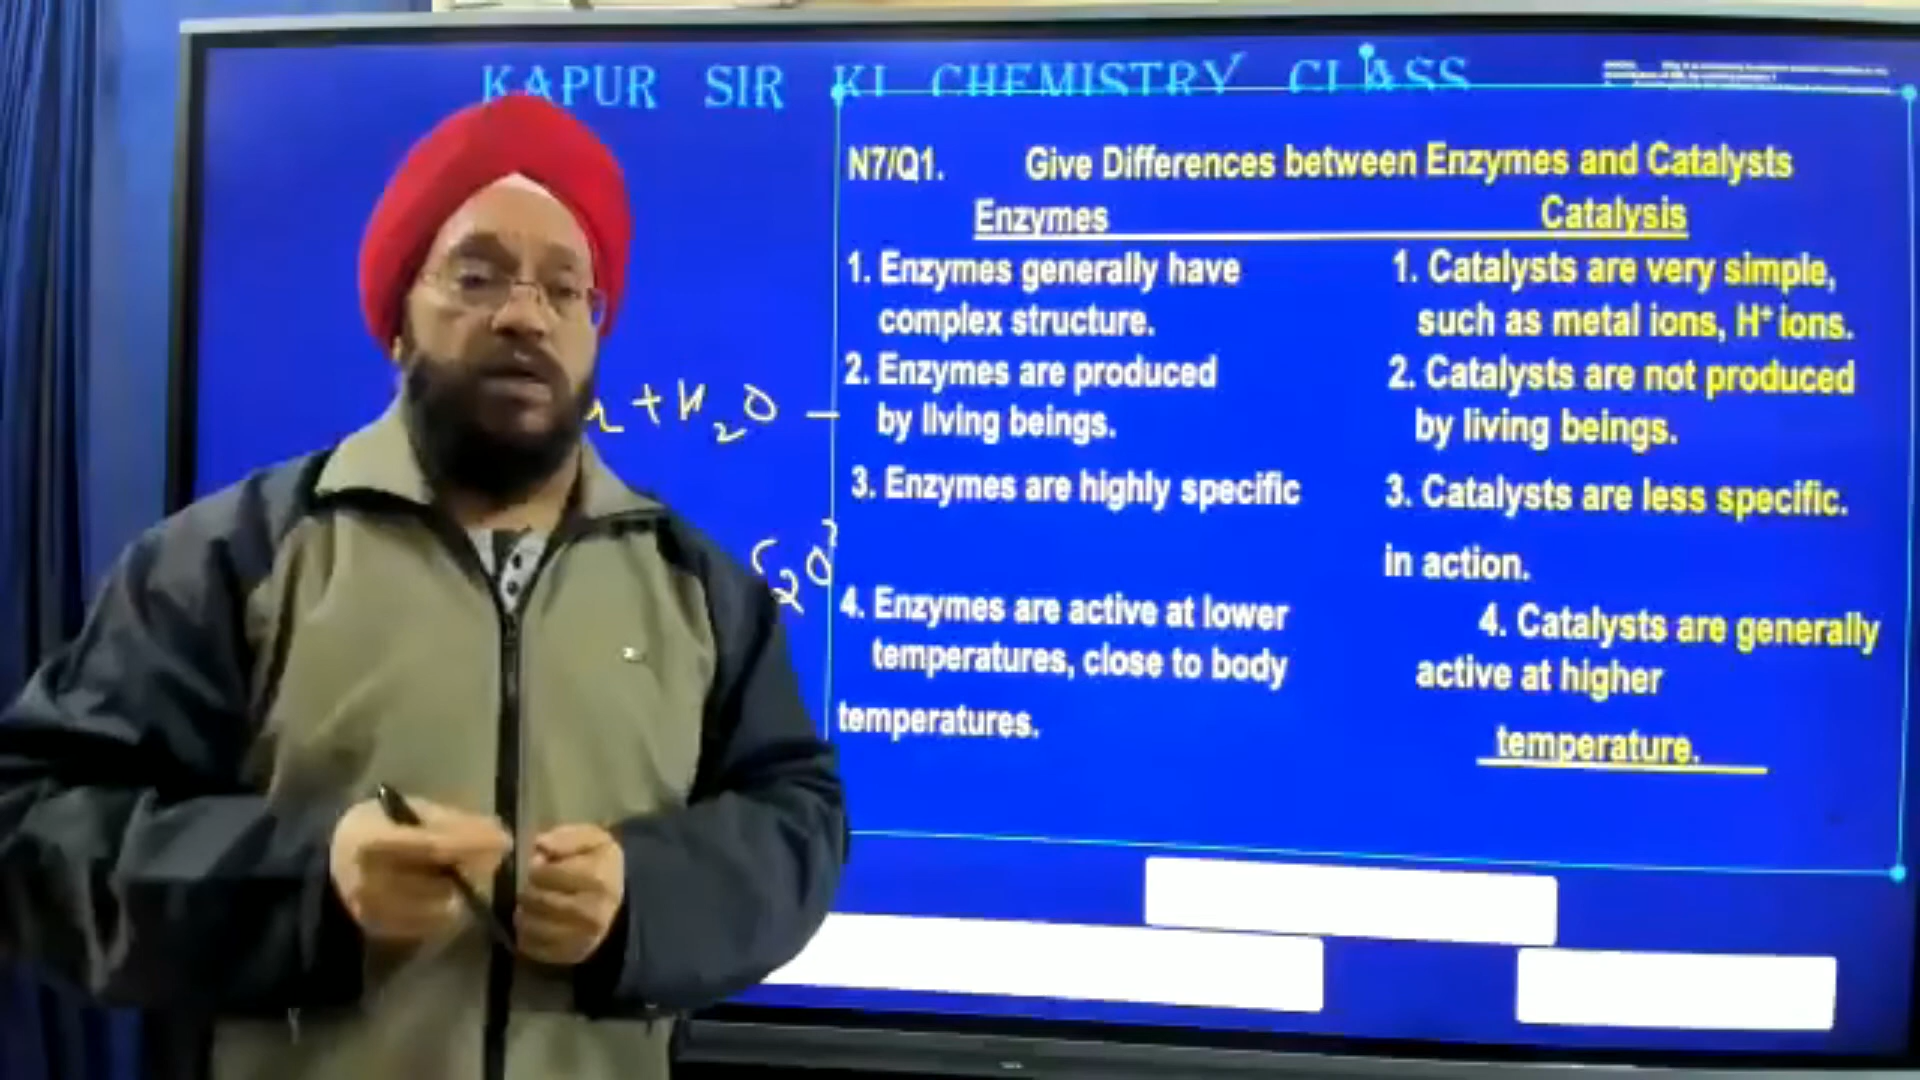 KAPUR SIR KI CHEMISTRY CLASS
N7/Q1. Give Differences between Enzymes and Catalysts
Enzymes Catalysis
1. Enzymes generally have
complex structure.
2. Enzymes are produced
by living beings.
3. Enzymes are highly specific
4. Enzymes are active at lower
temperatures, close to body
temperatures.
1. Catalysts are very simple,
such as metal ions, H⁺ ions.
2. Catalysts are not produced
by living beings.
3. Catalysts are less specific.
in action.
4. Catalysts are generally
active at higher
temperature.
+ H₂O –